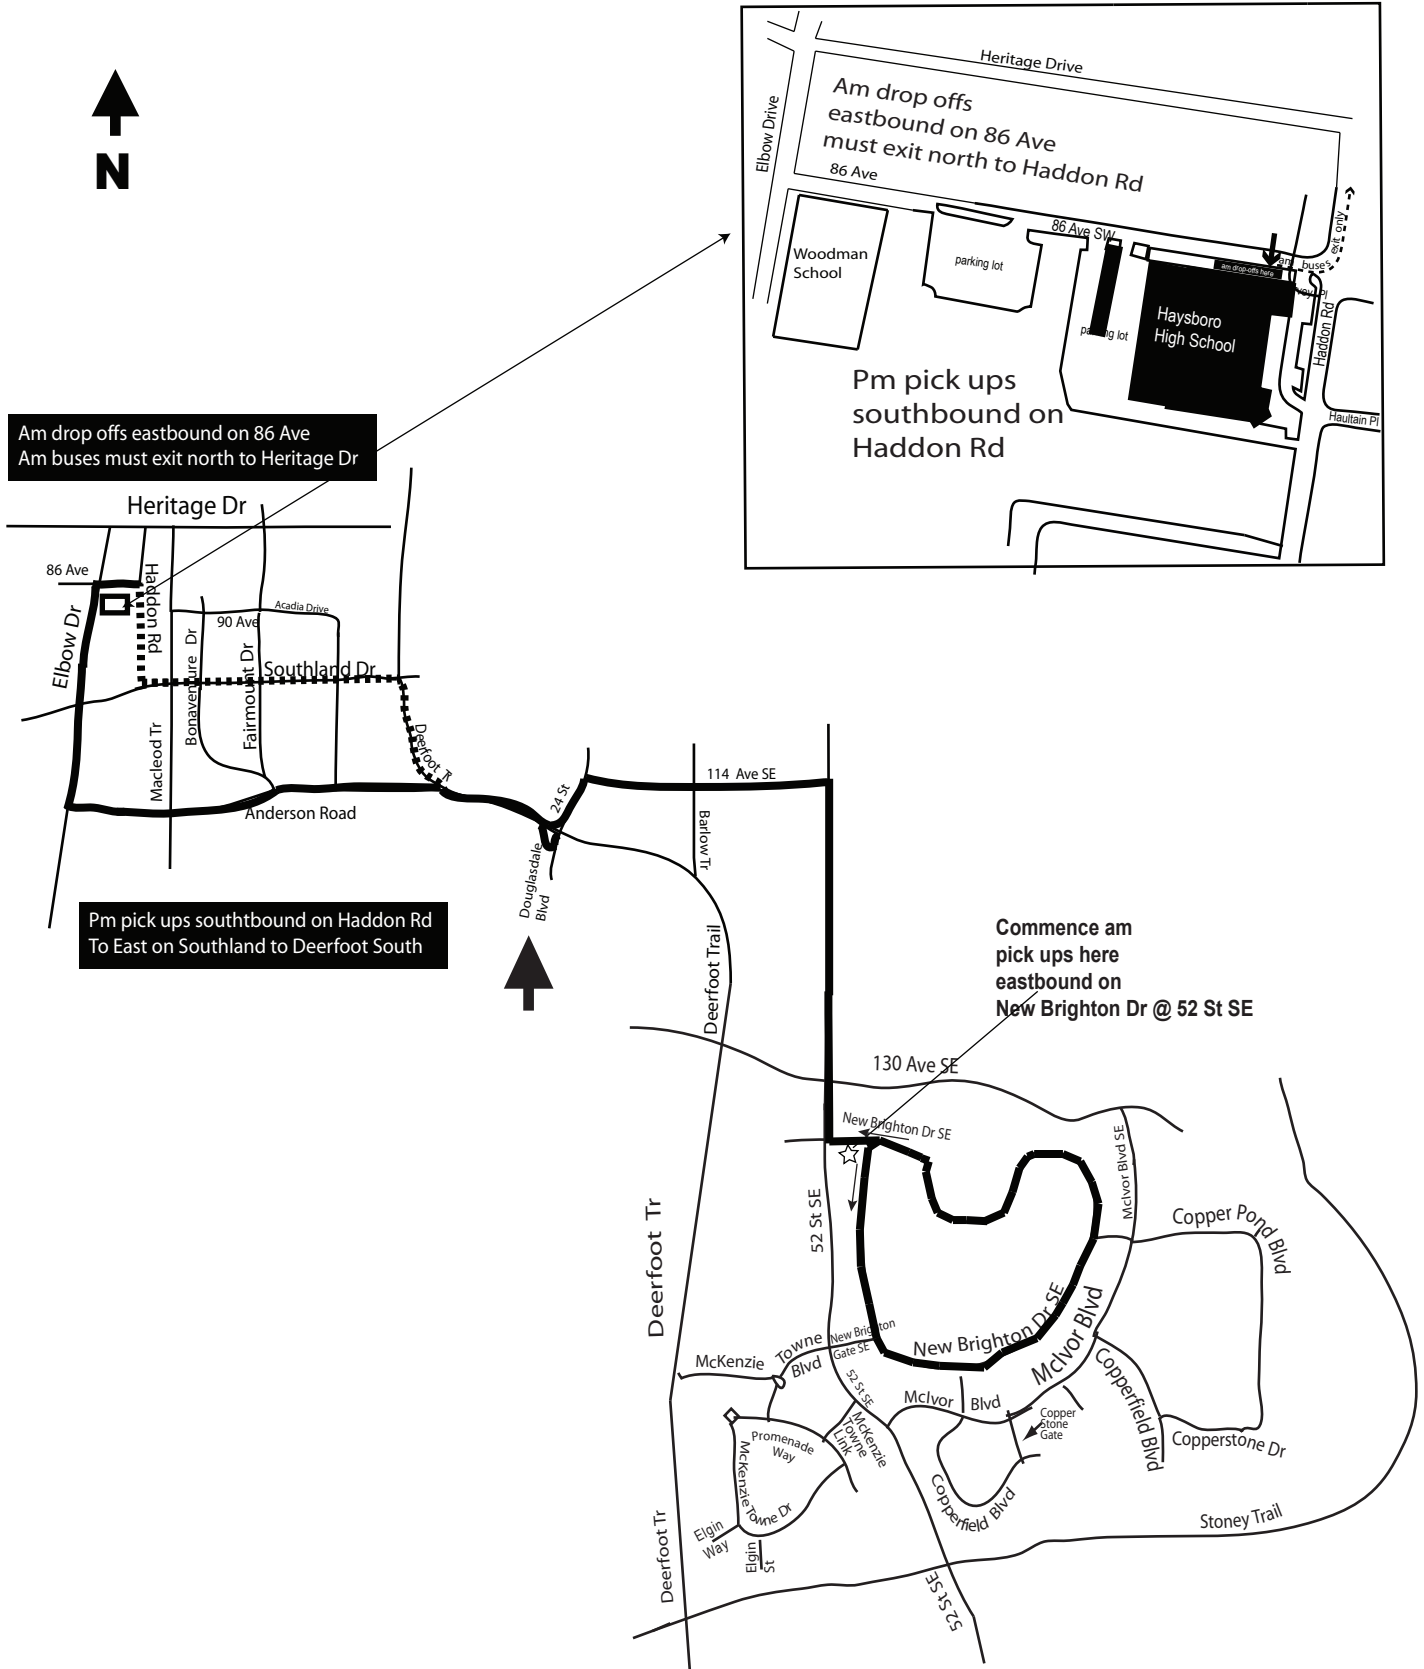 N
Heritage Drive
Am drop offs
eastbound on 86 Ave
must exit north to Haddon Rd
Elbow Drive
86 Ave
86 Ave SW
exit only
Woodman
School
parking lot
am drop-offs here
am buses
Haysboro
High School
parking lot
Haddon Rd
Haultain Pl
Pm pick ups
southbound on
Haddon Rd
Am drop offs eastbound on 86 Ave
Am buses must exit north to Heritage Dr
Heritage Dr
86 Ave
Haddon Rd
Elbow Dr
Acadia Drive
90 Ave
Bonaventure Dr
Fairmount Dr
Southland Dr
Macleod Tr
Deerfoot Tr
Anderson Road
24 St
114 Ave SE
Barlow Tr
Douglasdale
Blvd
Pm pick ups southtbound on Haddon Rd
To East on Southland to Deerfoot South
Deerfoot Trail
Commence am
pick ups here
eastbound on
New Brighton Dr @ 52 St SE
130 Ave SE
New Brighton Dr SE
McIvor Blvd SE
52 St SE
Deerfoot Tr
Copper Pond Blvd
New Brighton Dr SE
McIvor Blvd
New Brighton
Gate SE
Towne
Blvd
McKenzie
52 St SE
McIvor Blvd
Copperfield Blvd
Copper
Stone
Gate
Copperstone Dr
McKenzie
Towne
Link
Promenade
Way
McKenzie Towne Dr
Copperfield Blvd
Elgin
Way
Elgin
St
Deerfoot Tr
Stoney Trail
52 St SE